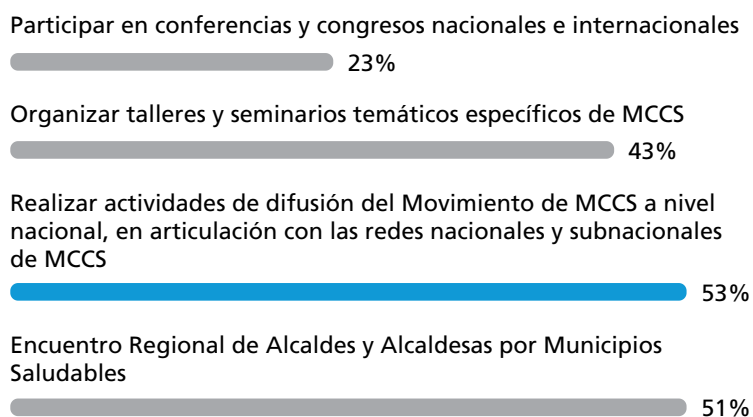 Participar en conferencias y congresos nacionales e internacionales
23%
Organizar talleres y seminarios temáticos específicos de MCCS
43%
Realizar actividades de difusión del Movimiento de MCCS a nivel
nacional, en articulación con las redes nacionales y subnacionales
de MCCS
53%
Encuentro Regional de Alcaldes y Alcaldesas por Municipios
Saludables
51%